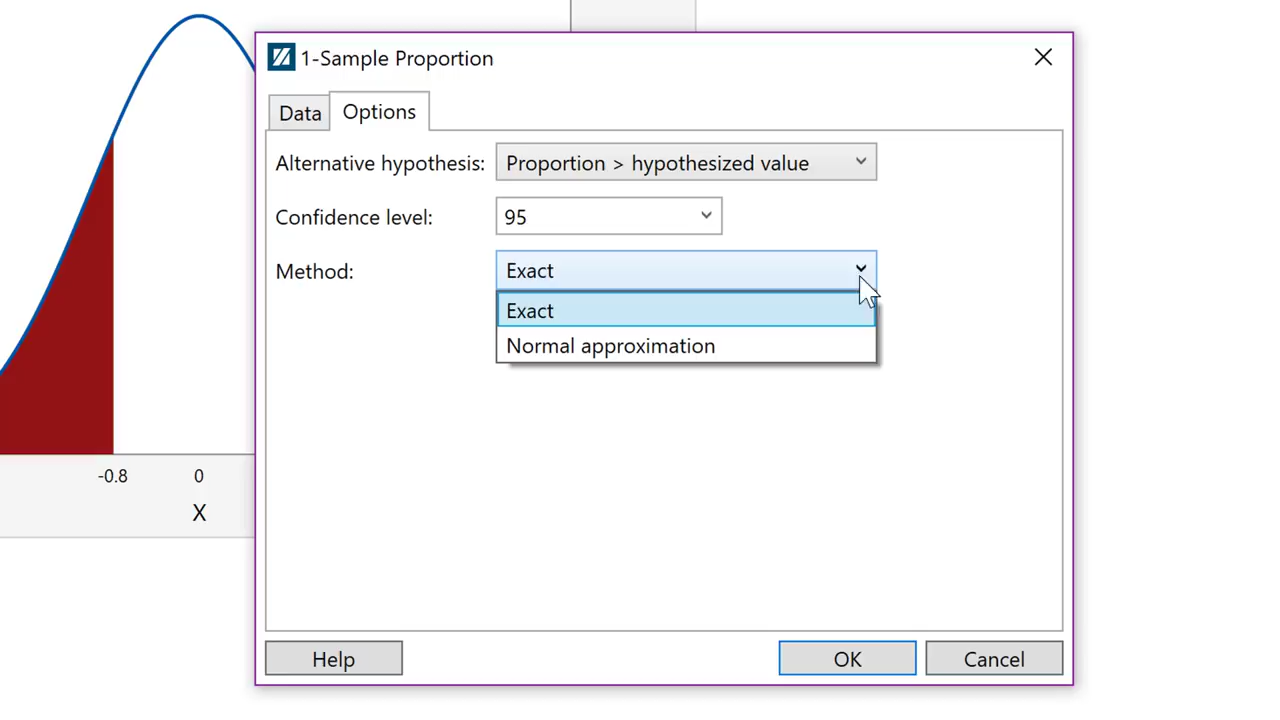 1-Sample Proportion
Data
Options
Alternative hypothesis:
Proportion > hypothesized value
Confidence level:
95
Method:
Exact
Exact
Normal approximation
-0.8
0
X
Help
OK
Cancel